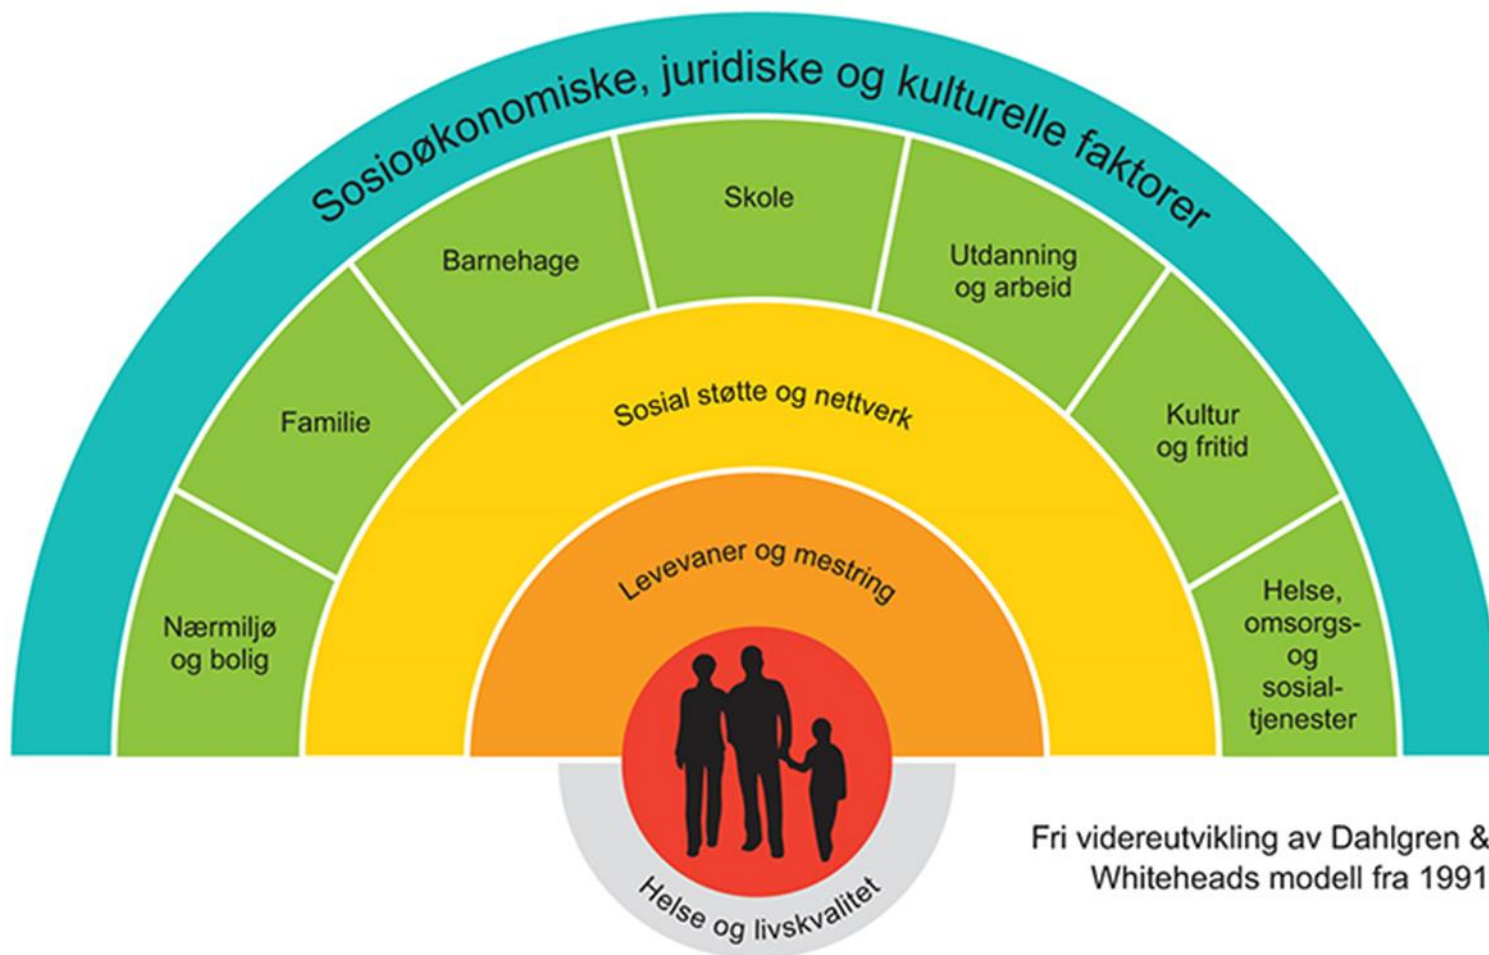 Sosioøkonomiske, juridiske og kulturelle faktorer
Skole
Barnehage
Utdanning
og arbeid
Familie
Kultur
og fritid
Nærmiljø
og bolig
Helse,
omsorgs-
og
sosial-
tjenester
Sosial støtte og nettverk
Levevaner og mestring
Helse og livskvalitet
Fri videreutvikling av Dahlgren &
Whiteheads modell fra 1991